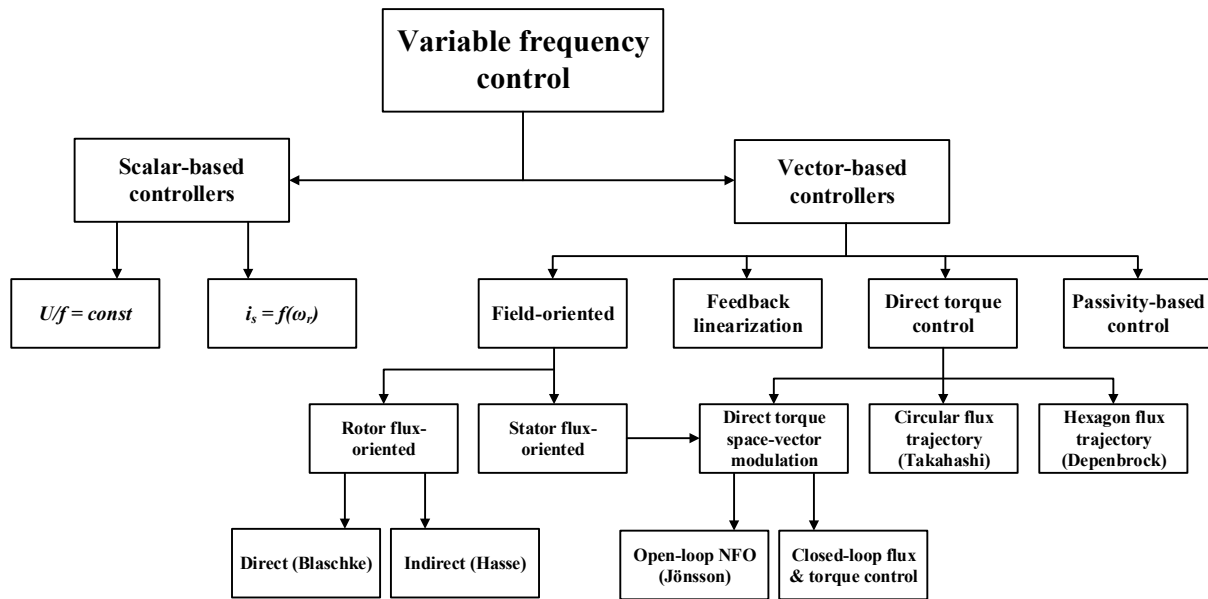 Variable frequency
control
Scalar-based
controllers
Vector-based
controllers
U/f = const
i_s = f(ω_r)
Field-oriented
Feedback
linearization
Direct torque
control
Passivity-based
control
Rotor flux-
oriented
Stator flux-
oriented
Direct torque
space-vector
modulation
Circular flux
trajectory
(Takahashi)
Hexagon flux
trajectory
(Depenbrock)
Direct (Blaschke)
Indirect (Hasse)
Open-loop NFO
(Jönsson)
Closed-loop flux
& torque control